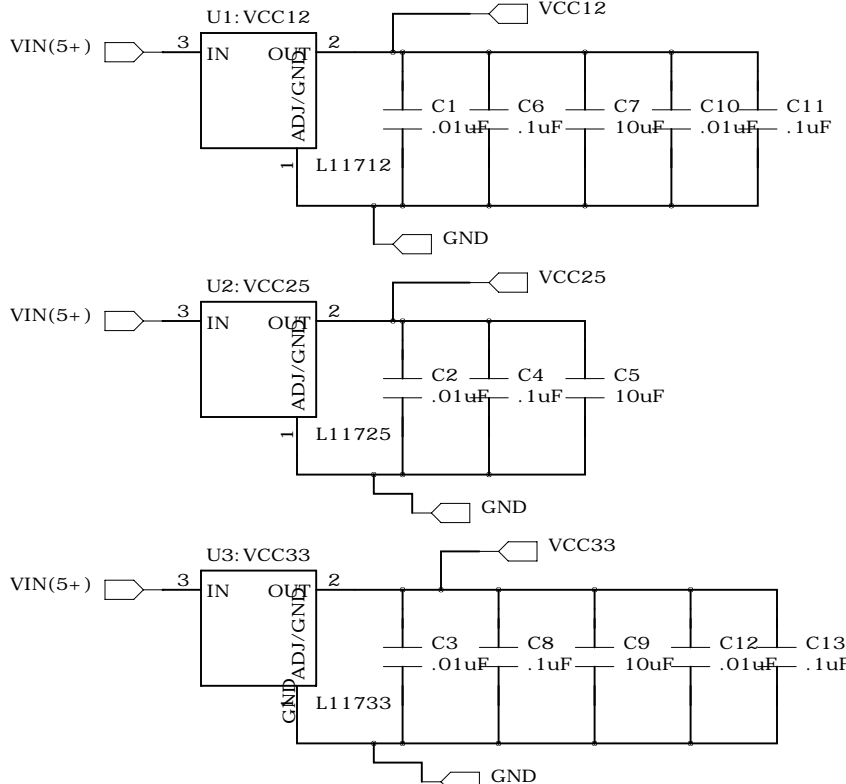 U1:VCC12
VCC12
VIN(5+)
3
IN
OUT
2
ADJ/GND
1
L11712
C1
.01uF
C6
.1uF
C7
10uF
C10
.01uF
C11
.1uF
GND
U2:VCC25
VCC25
VIN(5+)
3
IN
OUT
2
ADJ/GND
1
L11725
C2
.01uF
C4
.1uF
C5
10uF
GND
U3:VCC33
VCC33
VIN(5+)
3
IN
OUT
2
ADJ/GND
GND
L11733
C3
.01uF
C8
.1uF
C9
10uF
C12
.01uF
C13
.1uF
GND